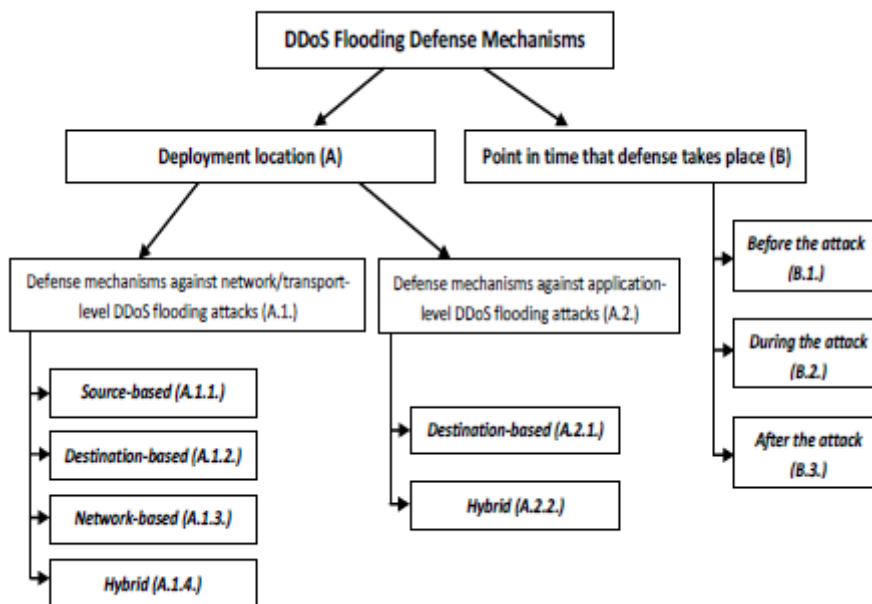 DDoS Flooding Defense Mechanisms
Deployment location (A)
Point in time that defense takes place (B)
Defense mechanisms against network/transport-
level DDoS flooding attacks (A.1.)
Defense mechanisms against application-
level DDoS flooding attacks (A.2.)
Before the attack
(B.1.)
During the attack
(B.2.)
After the attack
(B.3.)
Source-based (A.1.1.)
Destination-based (A.1.2.)
Network-based (A.1.3.)
Hybrid (A.1.4.)
Destination-based (A.2.1.)
Hybrid (A.2.2.)